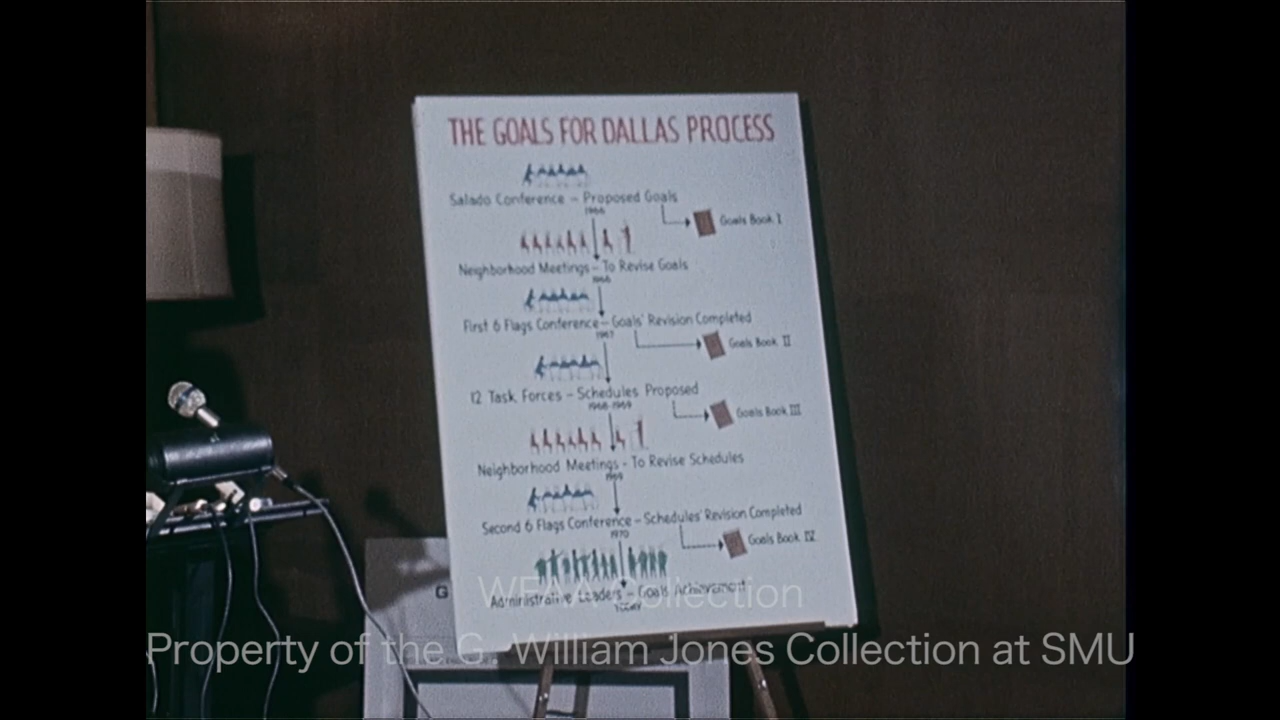 THE GOALS FOR DALLAS PROCESS
Salado Conference – Proposed Goals
1966
Goals Book I
Neighborhood Meetings – To Revise Goals
1966
First 6 Flags Conference – Goals' Revision Completed
1967
Goals Book II
12 Task Forces – Schedules Proposed
1968-1969
Goals Book III
Neighborhood Meetings - To Revise Schedules
1969
Second 6 Flags Conference – Schedules' Revision Completed
1970
Goals Book IV
Administrative Leaders – Goals Achievement
TODAY
G
WFAA Collection
Property of the G. William Jones Collection at SMU